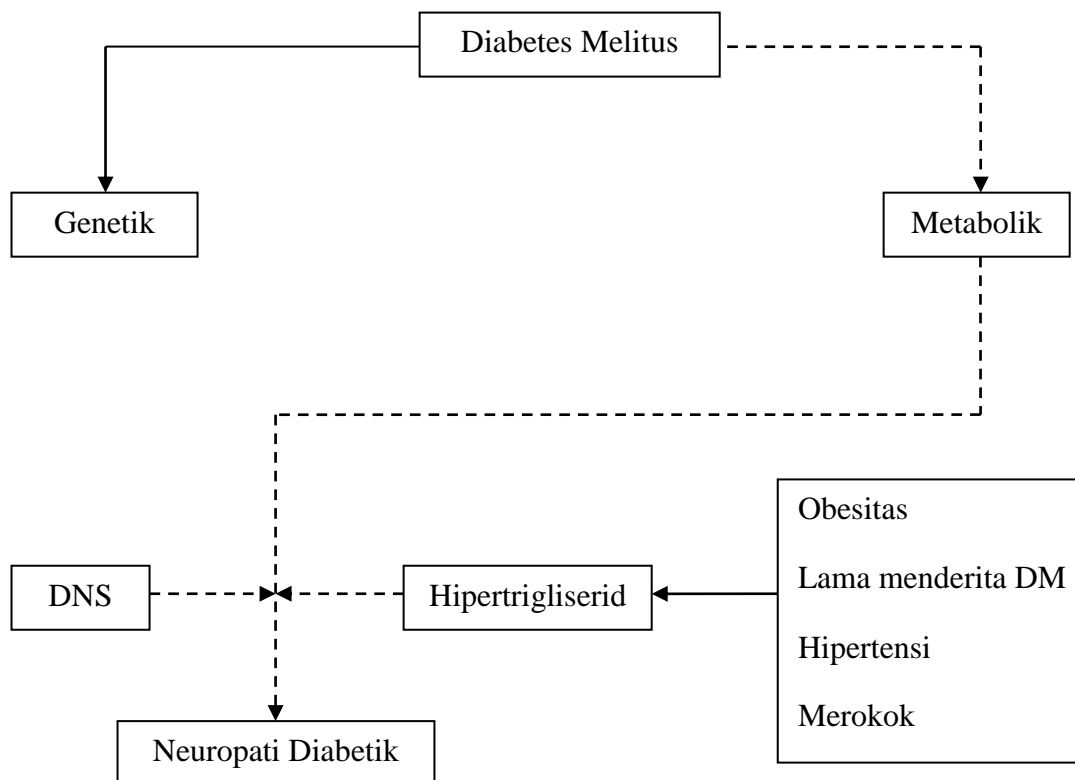 Diabetes Melitus
Genetik
Metabolik
Obesitas
DNS
Hipertrigliserid
Lama menderita DM
Hipertensi
Merokok
Neuropati Diabetik